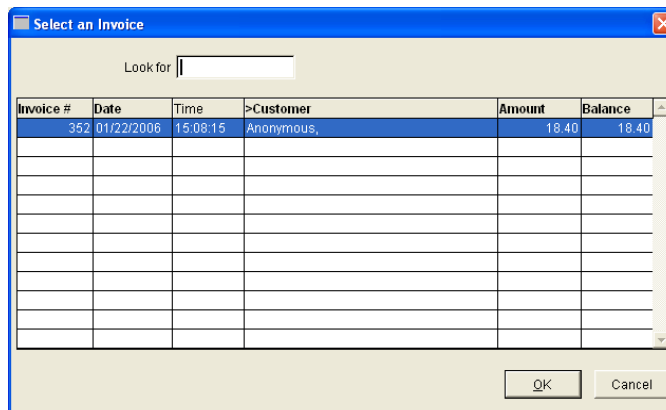 Select an Invoice
Look for
Invoice # Date Time >Customer Amount Balance
352 01/22/2006 15:08:15 Anonymous, 18.40 18.40
OK Cancel